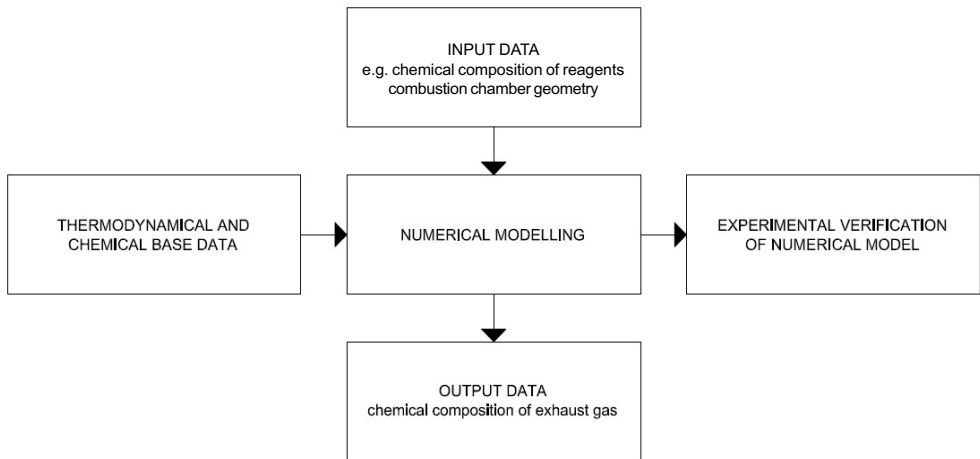 INPUT DATA
e.g. chemical composition of reagents
combustion chamber geometry
THERMODYNAMICAL AND
CHEMICAL BASE DATA
NUMERICAL MODELLING
EXPERIMENTAL VERIFICATION
OF NUMERICAL MODEL
OUTPUT DATA
chemical composition of exhaust gas